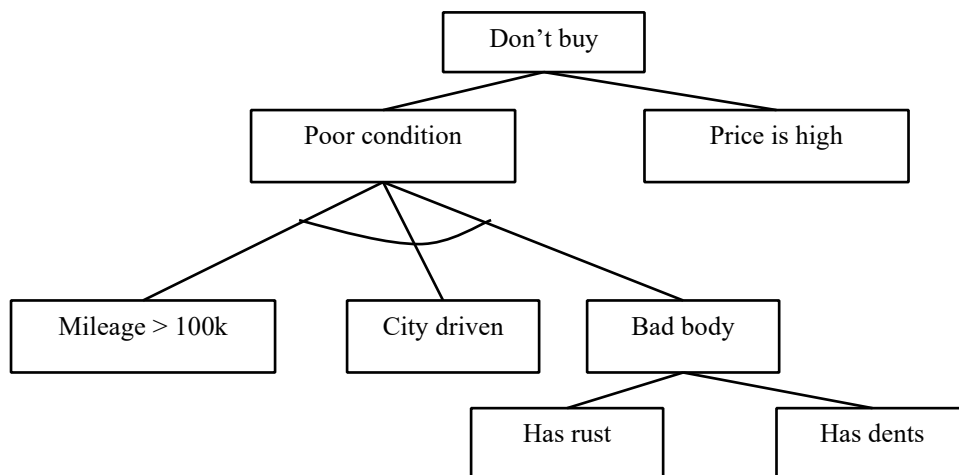 Don’t buy
Poor condition
Price is high
Mileage > 100k
City driven
Bad body
Has rust
Has dents